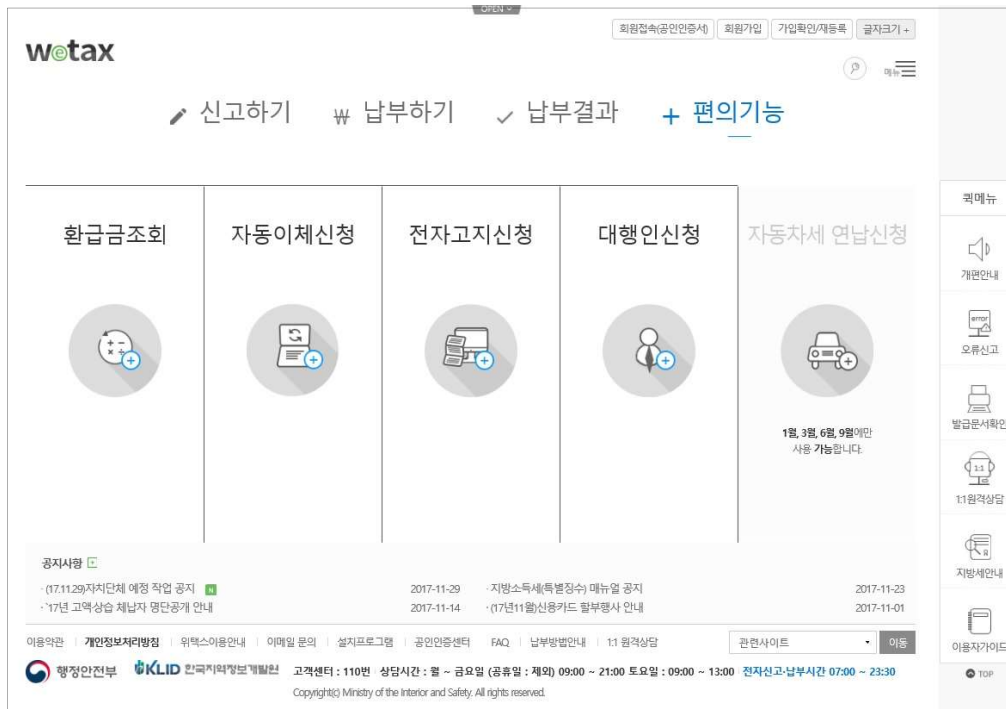 OPEN
회원접속(공인인증서) 회원가입 가입확인/재등록 글자크기 +
wetax
메뉴
신고하기 ₩ 납부하기 납부결과 + 편의기능
환급금조회 자동이체신청 전자고지신청 대행인신청 자동차세 연납신청
1월, 3월, 6월, 9월에만
사용 가능합니다.
공지사항
· (17.11.29)자치단체 예정 작업 공지 N 2017-11-29 · 지방소득세(특별징수) 매뉴얼 공지 2017-11-23
· `17년 고액상습 체납자 명단공개 안내 2017-11-14 · (17년11월)신용카드 할부행사 안내 2017-11-01
이용약관 개인정보처리방침 위택스이용안내 이메일 문의 설치프로그램 공인인증센터 FAQ 납부방법안내 1:1 원격상담 관련사이트 이동
행정안전부 KLID 한국지역정보개발원 고객센터 : 110번 상담시간 : 월 ~ 금요일 (공휴일 : 제외) 09:00 ~ 21:00 토요일 : 09:00 ~ 13:00 전자신고·납부시간 07:00 ~ 23:30
Copyright(c) Ministry of the Interior and Safety. All rights reserved.
퀵메뉴
개편안내
error
오류신고
발급문서확인
1:1
1:1원격상담
지방세안내
이용자가이드
TOP